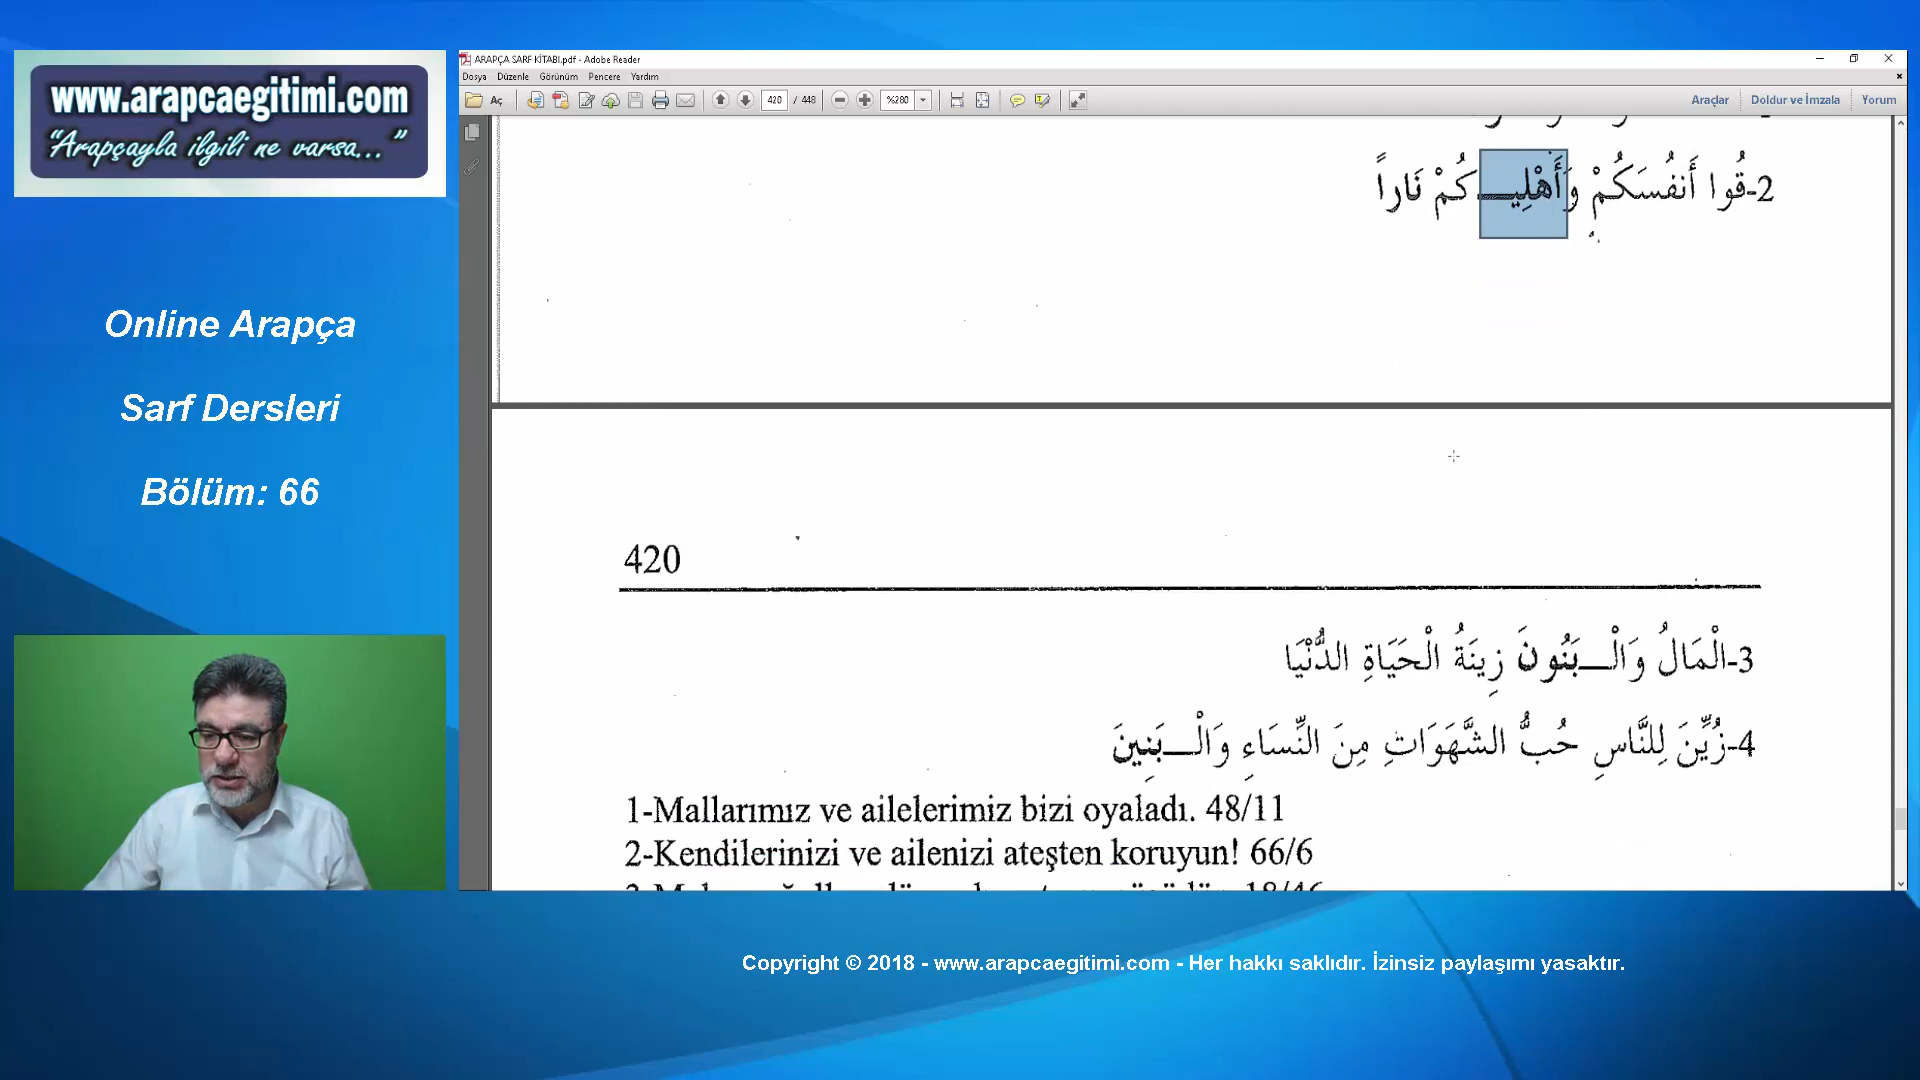 www.arapcaegitimi.com
“Arapçayla ilgili ne varsa...”
Online Arapça
Sarf Dersleri
Bölüm: 66
ARAPÇA SARF KİTABI.pdf - Adobe Reader
Dosya Düzenle Görünüm Pencere Yardım
Aç 420 / 448 %280 Araçlar Doldur ve İmzala Yorum
2-قُوا أَنفُسَكُمْ وَأَهْلِيـــكُمْ نَاراً
420
3-الْمَالُ وَالْـــبَنُونَ زِينَةُ الْحَيَاةِ الدُّنْيَا
4-زُيِّنَ لِلنَّاسِ حُبُّ الشَّهَوَاتِ مِنَ النِّسَاءِ وَالْـــبَنِينَ
1-Mallarımız ve ailelerimiz bizi oyaladı. 48/11
2-Kendilerinizi ve ailenizi ateşten koruyun! 66/6
Copyright © 2018 - www.arapcaegitimi.com - Her hakkı saklıdır. İzinsiz paylaşımı yasaktır.